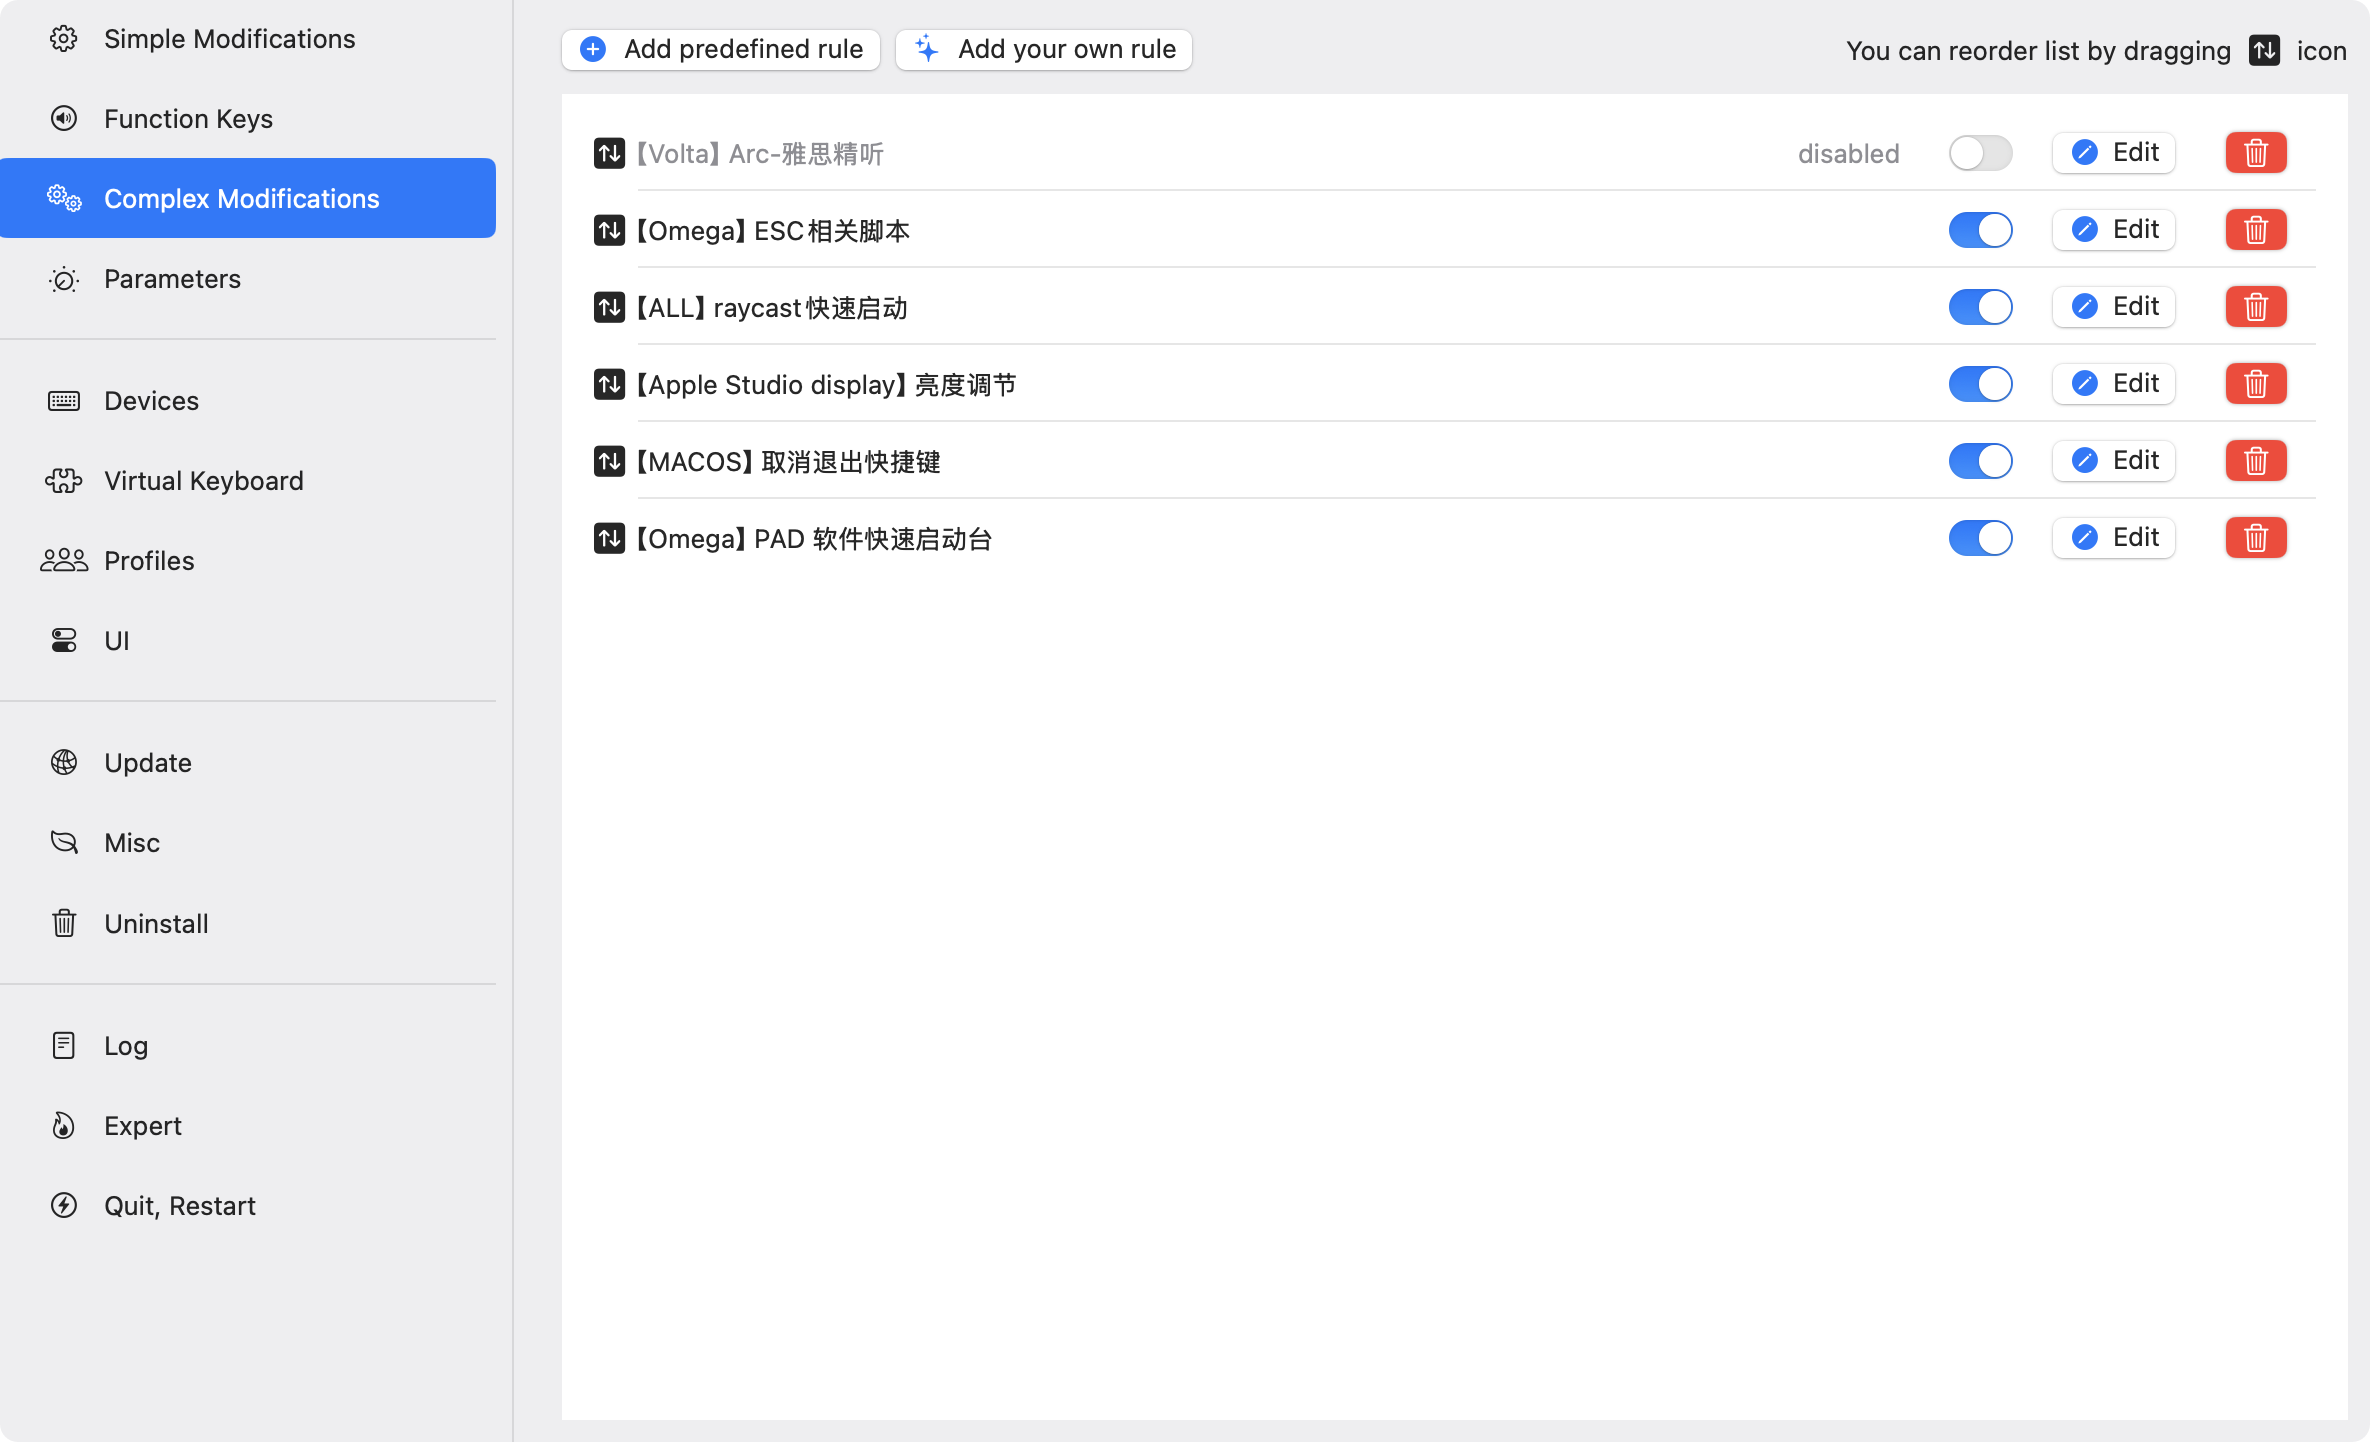 Simple Modifications
Function Keys
Complex Modifications
Parameters
Devices
Virtual Keyboard
Profiles
UI
Update
Misc
Uninstall
Log
Expert
Quit, Restart
Add predefined rule
Add your own rule
You can reorder list by dragging icon
【Volta】Arc-雅思精听 disabled Edit
【Omega】ESC相关脚本 Edit
【ALL】raycast快速启动 Edit
【Apple Studio display】亮度调节 Edit
【MACOS】取消退出快捷键 Edit
【Omega】PAD 软件快速启动台 Edit